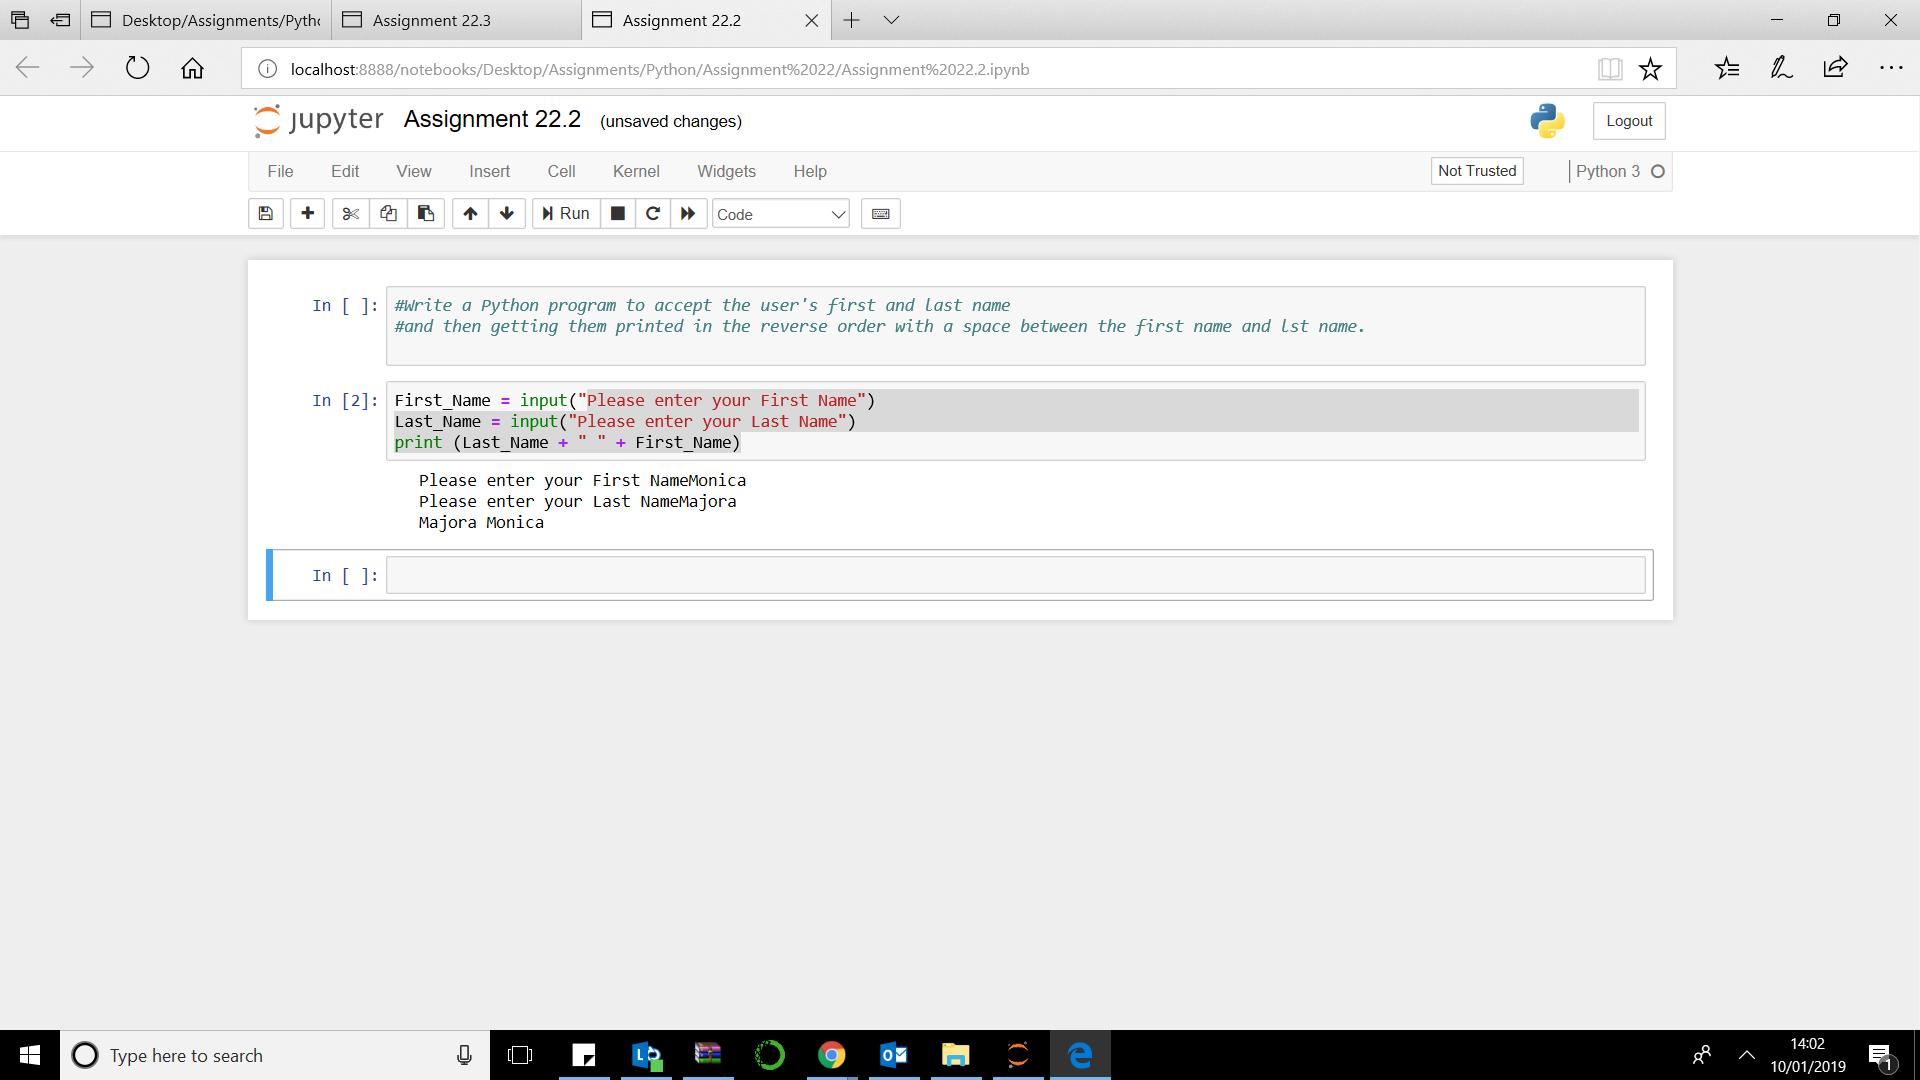 Desktop/Assignments/Pytho
Assignment 22.3
Assignment 22.2
localhost:8888/notebooks/Desktop/Assignments/Python/Assignment%2022/Assignment%2022.2.ipynb
jupyter Assignment 22.2 (unsaved changes)
Logout
File Edit View Insert Cell Kernel Widgets Help
Not Trusted
Python 3
Run
Code
In [ ]: #Write a Python program to accept the user's first and last name
#and then getting them printed in the reverse order with a space between the first name and lst name.
In [2]: First_Name = input("Please enter your First Name")
Last_Name = input("Please enter your Last Name")
print (Last_Name + " " + First_Name)
Please enter your First NameMonica
Please enter your Last NameMajora
Majora Monica
In [ ]:
Type here to search
14:02
10/01/2019
1